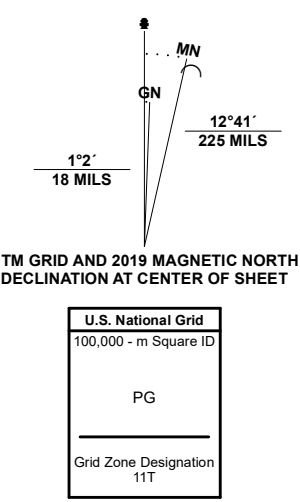 MN
GN
12°41´
225 MILS
1°2´
18 MILS
TM GRID AND 2019 MAGNETIC NORTH
DECLINATION AT CENTER OF SHEET
U.S. National Grid
100,000 - m Square ID
PG
Grid Zone Designation
11T